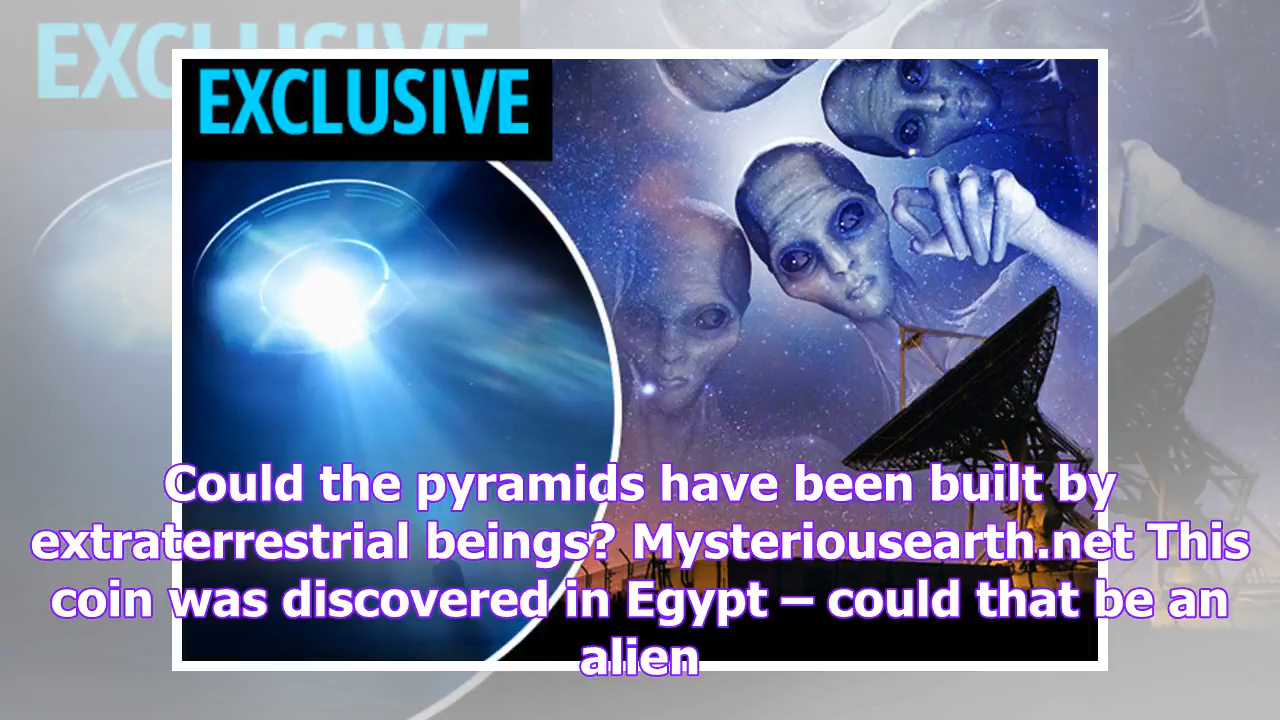 EXCLUSIVE
EXCLUSIVE
Could the pyramids have been built by
extraterrestrial beings? Mysteriousearth.net This
coin was discovered in Egypt – could that be an
alien